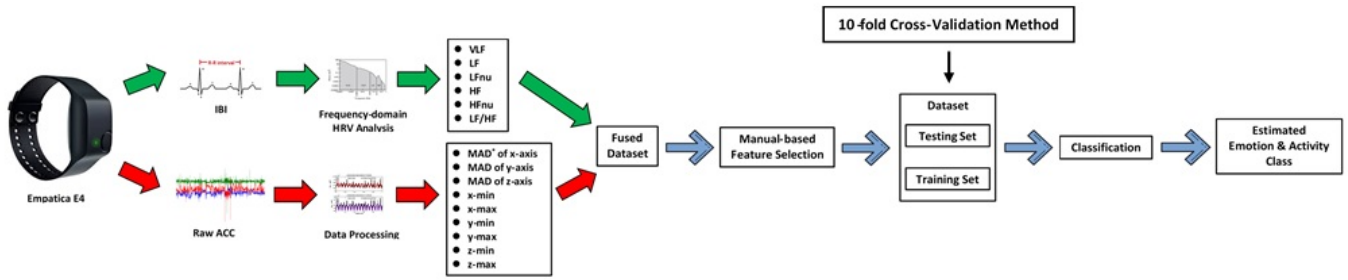 Empatica E4
R-R interval
IBI
Frequency-domain
HRV Analysis
VLF
LF
LFnu
HF
HFnu
LF/HF
Raw ACC
Data Processing
MAD* of x-axis
MAD of y-axis
MAD of z-axis
x-min
x-max
y-min
y-max
z-min
z-max
Fused
Dataset
Manual-based
Feature Selection
10-fold Cross-Validation Method
Dataset
Testing Set
Training Set
Classification
Estimated
Emotion & Activity
Class